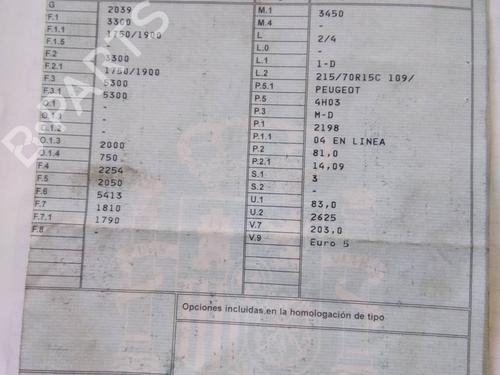 G 2039
F.1 3300
F.1.1 1750/1900
F.1.5
F.2 3300
F.2.1 1750/1900
F.3 5300
F.3.1 5300
O.1 -
O.1.2 -
O.1.3 2000
O.1.4 750
F.4 2254
F.5 2050
F.6 5413
F.7 1810
F.7.1 1790
F.8 -
M.1 3450
M.4 -
L 2/4
L.0 -
L.1 1-D
L.2 215/70R15C 109/
P.5.1 PEUGEOT
P.5 4H03
P.3 M-D
P.1 2198
P.1.1 04 EN LINEA
P.2 81,0
P.2.1 14,09
S.1 3
S.2 -
U.1 83,0
U.2 2625
V.7 203,0
V.9 Euro 5
Opciones incluidas en la homologación de tipo
B-PARTS